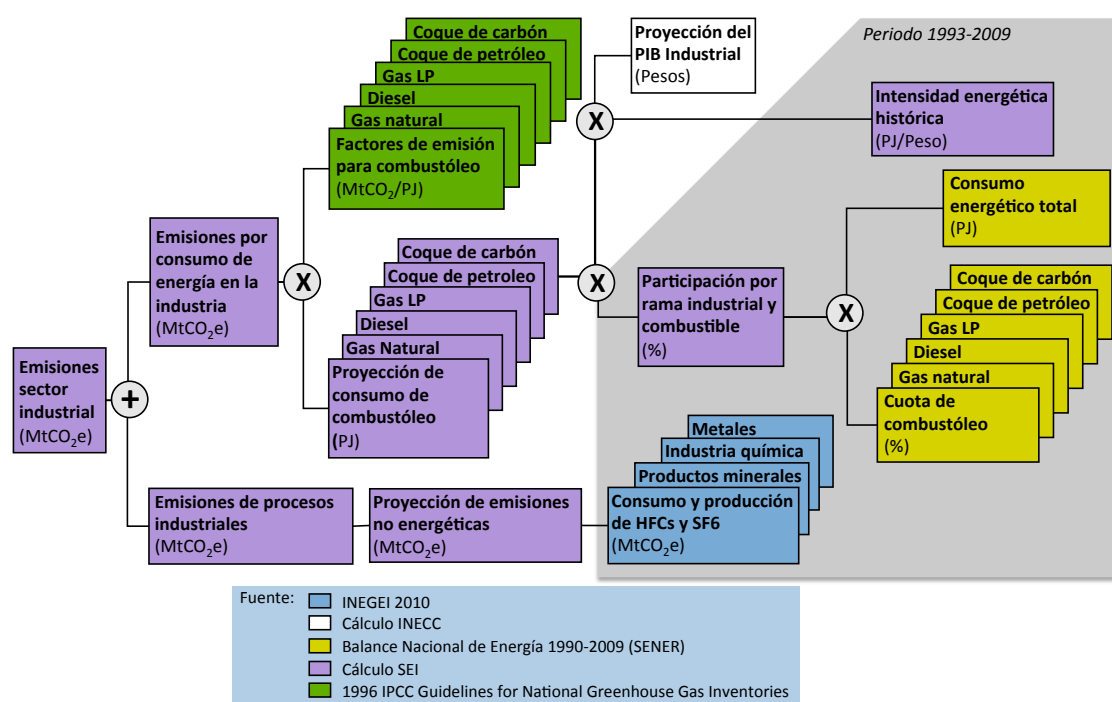 Coque de carbón
Coque de petróleo
Gas LP
Diesel
Gas natural
Factores de emisión
para combustóleo
(MtCO₂/PJ)
Proyección del
PIB Industrial
(Pesos)
X
Periodo 1993-2009
Intensidad energética
histórica
(PJ/Peso)
Consumo
energético total
(PJ)
Emisiones por
consumo de
energía en la
industria
(MtCO₂e)
X
Coque de carbón
Coque de petroleo
Gas LP
Diesel
Gas Natural
Proyección de
consumo de
combustóleo
(PJ)
X
Participación por
rama industrial y
combustible
(%)
X
Coque de carbón
Coque de petróleo
Gas LP
Diesel
Gas natural
Cuota de
combustóleo
(%)
Emisiones
sector
industrial
(MtCO₂e)
+
Metales
Industria química
Productos minerales
Consumo y producción
de HFCs y SF6
(MtCO₂e)
Emisiones de procesos
industriales
(MtCO₂e)
Proyección de emisiones
no energéticas
(MtCO₂e)
Fuente:
INEGEI 2010
Cálculo INECC
Balance Nacional de Energía 1990-2009 (SENER)
Cálculo SEI
1996 IPCC Guidelines for National Greenhouse Gas Inventories